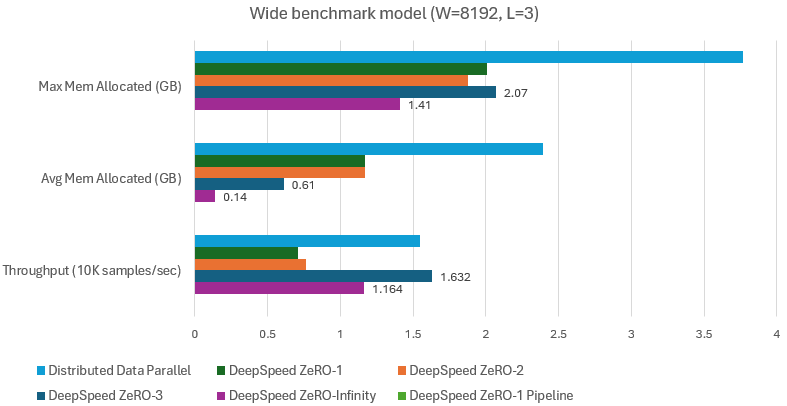 Wide benchmark model (W=8192, L=3)
Max Mem Allocated (GB)
2.07
1.41
Avg Mem Allocated (GB)
0.61
0.14
Throughput (10K samples/sec)
1.632
1.164
0 0.5 1 1.5 2 2.5 3 3.5 4
Distributed Data Parallel DeepSpeed ZeRO-1 DeepSpeed ZeRO-2
DeepSpeed ZeRO-3 DeepSpeed ZeRO-Infinity DeepSpeed ZeRO-1 Pipeline